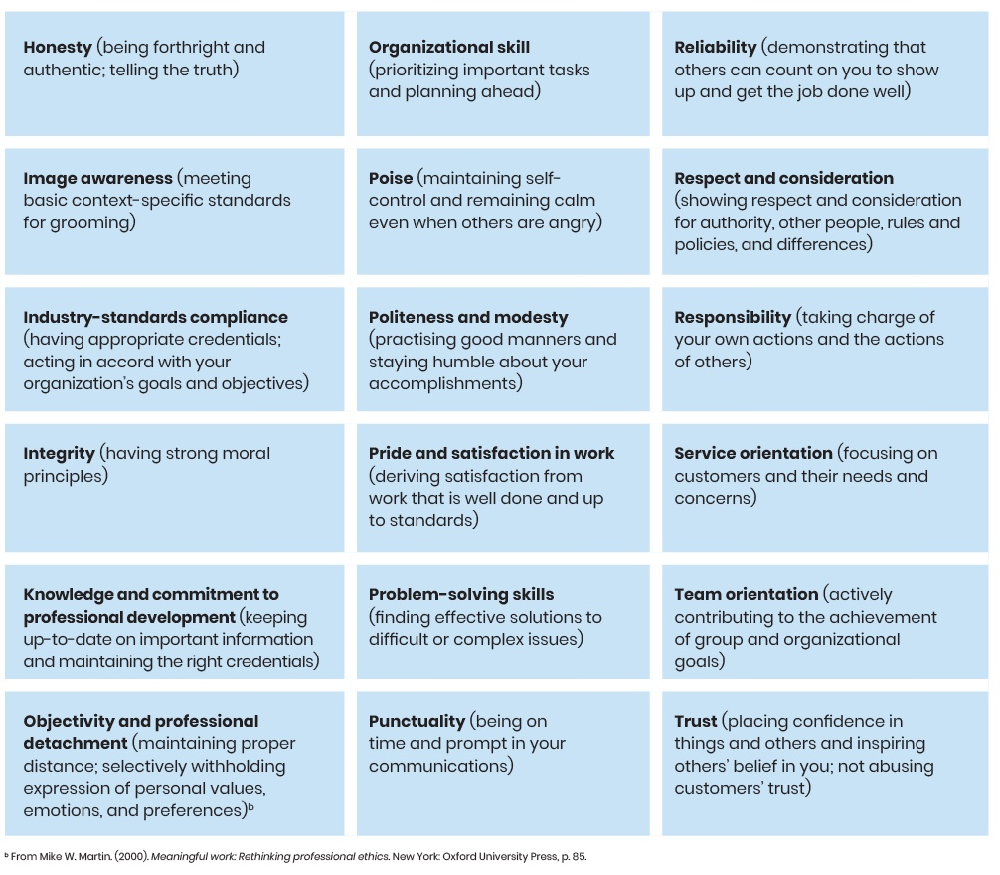 Honesty (being forthright and
authentic; telling the truth)
Organizational skill
(prioritizing important tasks
and planning ahead)
Reliability (demonstrating that
others can count on you to show
up and get the job done well)
Image awareness (meeting
basic context-specific standards
for grooming)
Poise (maintaining self-
control and remaining calm
even when others are angry)
Respect and consideration
(showing respect and consideration
for authority, other people, rules and
policies, and differences)
Industry-standards compliance
(having appropriate credentials;
acting in accord with your
organization's goals and objectives)
Politeness and modesty
(practising good manners and
staying humble about your
accomplishments)
Responsibility (taking charge of
your own actions and the actions
of others)
Integrity (having strong moral
principles)
Pride and satisfaction in work
(deriving satisfaction from
work that is well done and up
to standards)
Service orientation (focusing on
customers and their needs and
concerns)
Knowledge and commitment to
professional development (keeping
up-to-date on important information
and maintaining the right credentials)
Problem-solving skills
(finding effective solutions to
difficult or complex issues)
Team orientation (actively
contributing to the achievement
of group and organizational
goals)
Objectivity and professional
detachment (maintaining proper
distance; selectively withholding
expression of personal values,
emotions, and preferences)ᵇ
Punctuality (being on
time and prompt in your
communications)
Trust (placing confidence in
things and others and inspiring
others' belief in you; not abusing
customers' trust)
ᵇ From Mike W. Martin. (2000). Meaningful work: Rethinking professional ethics. New York: Oxford University Press, p. 85.